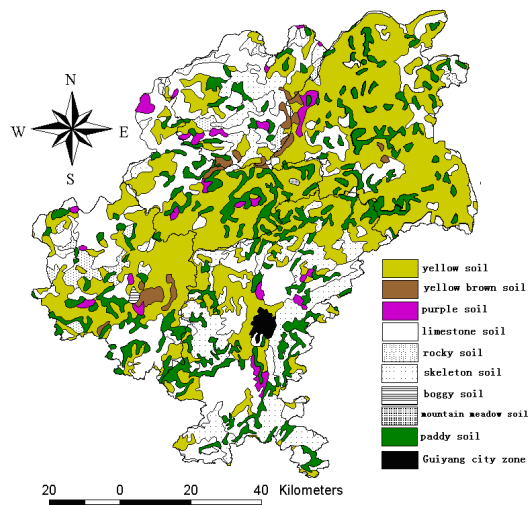 N
W E
S
yellow soil
yellow brown soil
purple soil
limestone soil
rocky soil
skeleton soil
boggy soil
mountain meadow soil
paddy soil
Guiyang city zone
20 0 20 40 Kilometers